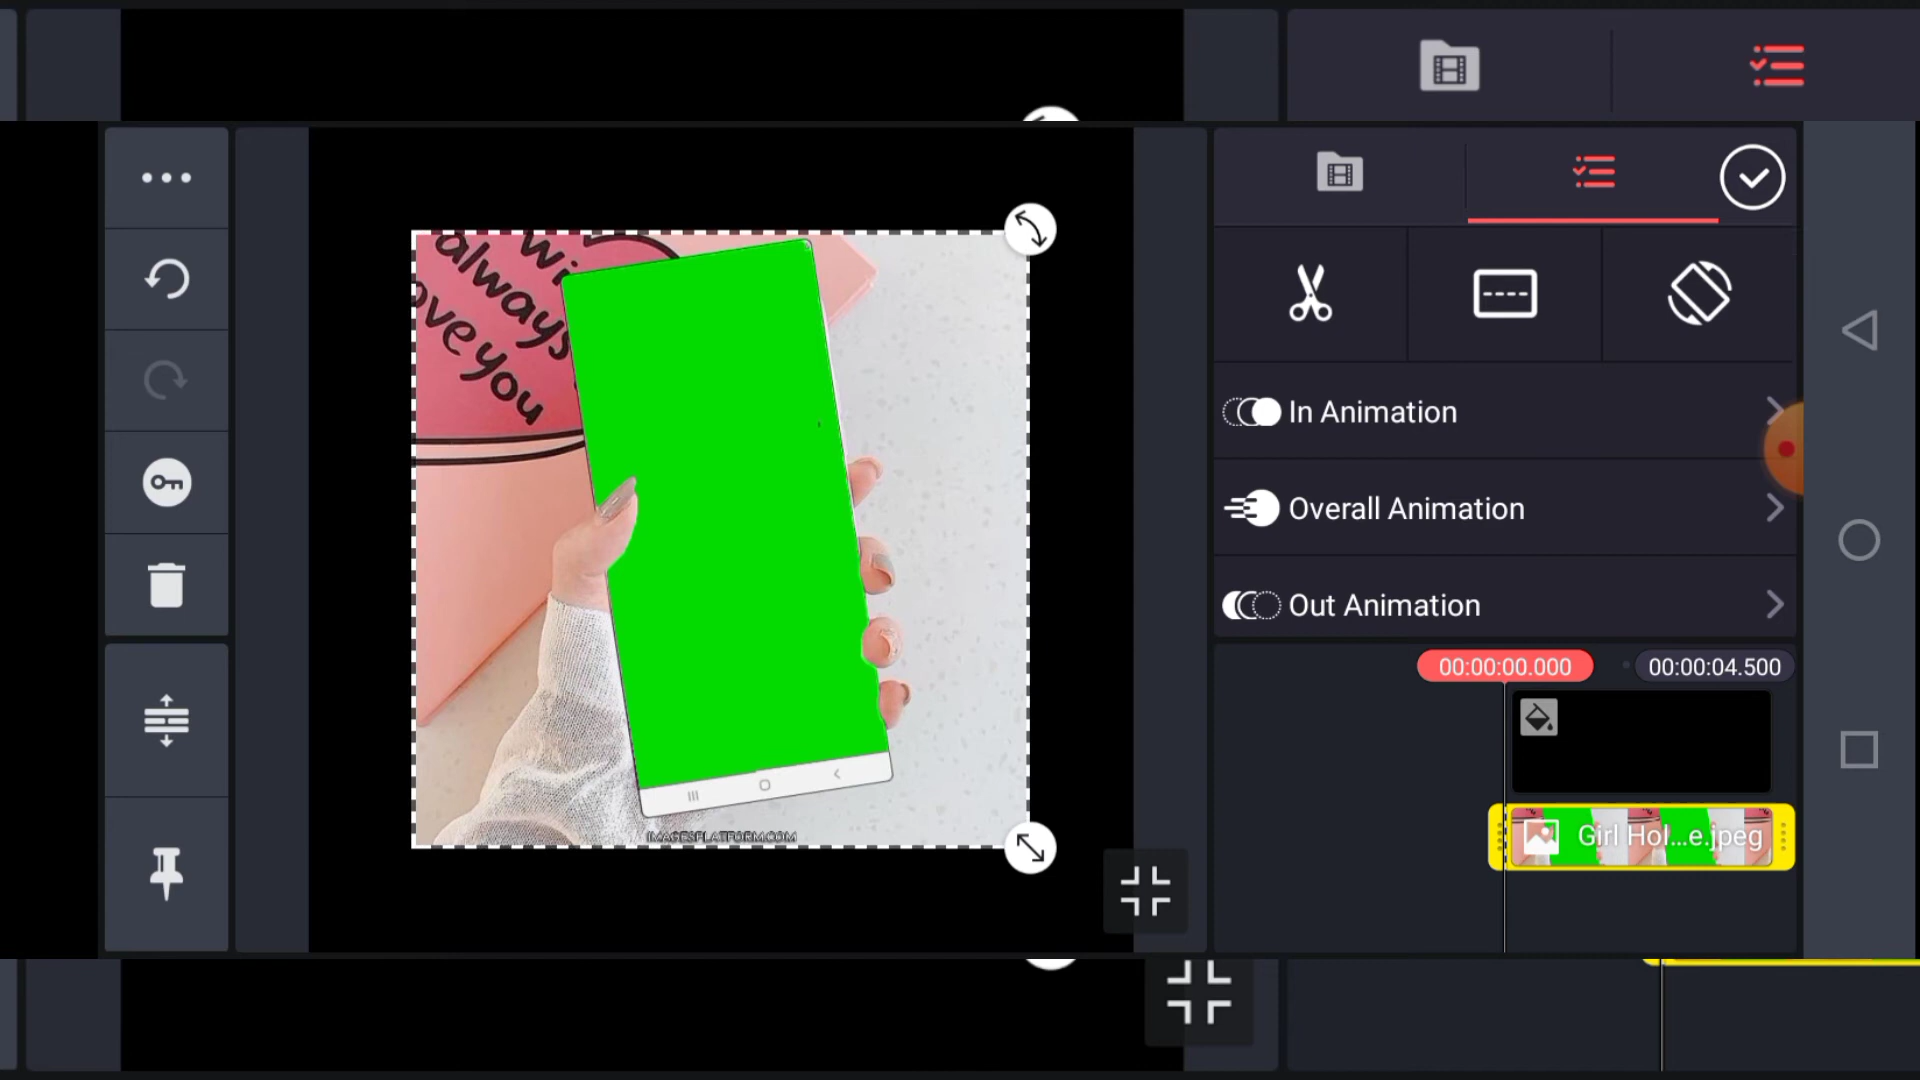 Wi
always
ove you
IMAGESPLATFORM.COM
In Animation
Overall Animation
Out Animation
00:00:00.000
00:00:04.500
Girl Hol...e.jpeg